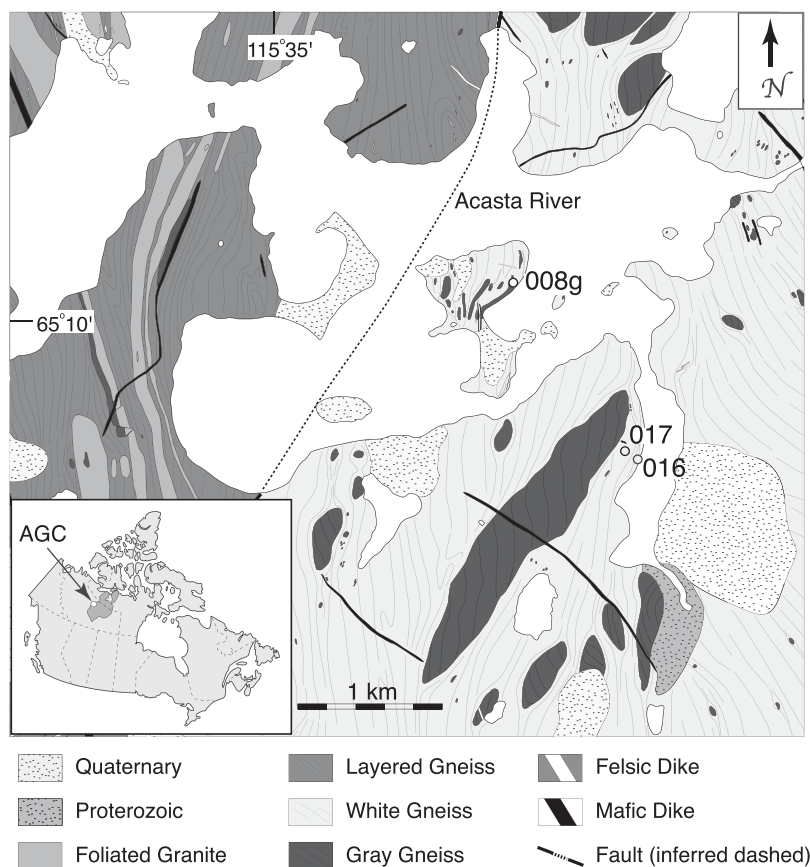 115°35'
N
Acasta River
008g
65°10'
017
016
AGC
1 km
Quaternary
Layered Gneiss
Felsic Dike
Proterozoic
White Gneiss
Mafic Dike
Foliated Granite
Gray Gneiss
Fault (inferred dashed)